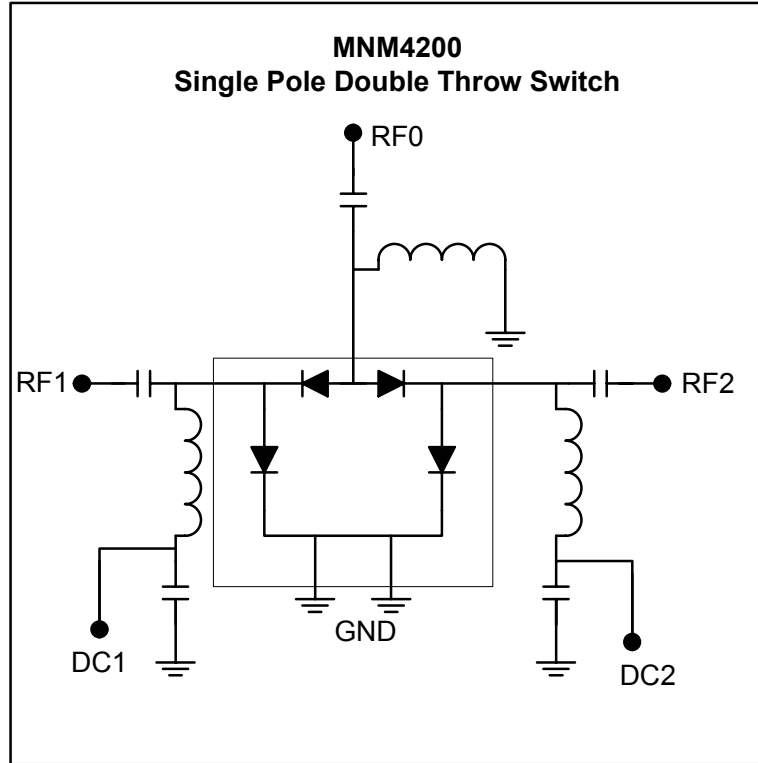 MNM4200
Single Pole Double Throw Switch
RF0
RF1
RF2
GND
DC1
DC2